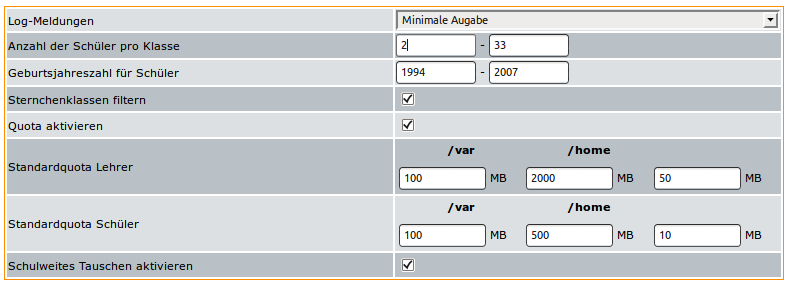 Log-Meldungen Minimale Augabe
Anzahl der Schüler pro Klasse 2 - 33
Geburtsjahreszahl für Schüler 1994 - 2007
Sternchenklassen filtern
Quota aktivieren
/var /home
Standardquota Lehrer 100 MB 2000 MB 50 MB
/var /home
Standardquota Schüler 100 MB 500 MB 10 MB
Schulweites Tauschen aktivieren